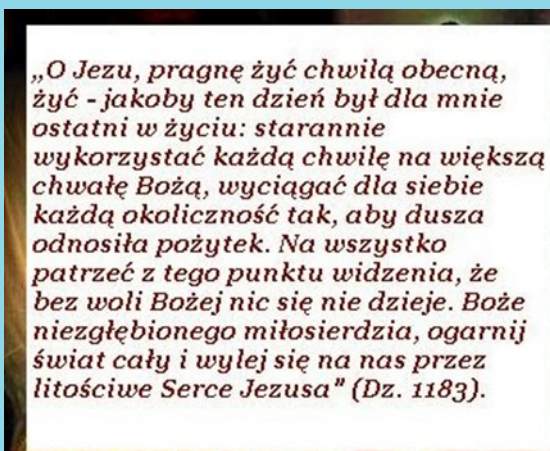 „O Jezu, pragnę żyć chwilą obecną,
żyć - jakoby ten dzień był dla mnie
ostatni w życiu: starannie
wykorzystać każdą chwilę na większą
chwałę Bożą, wyciągać dla siebie
każdą okoliczność tak, aby dusza
odnosiła pożytek. Na wszystko
patrzeć z tego punktu widzenia, że
bez woli Bożej nic się nie dzieje. Boże
niezgłębionego miłosierdzia, ogarnij
świat cały i wylej się na nas przez
litościwe Serce Jezusa" (Dz. 1183).